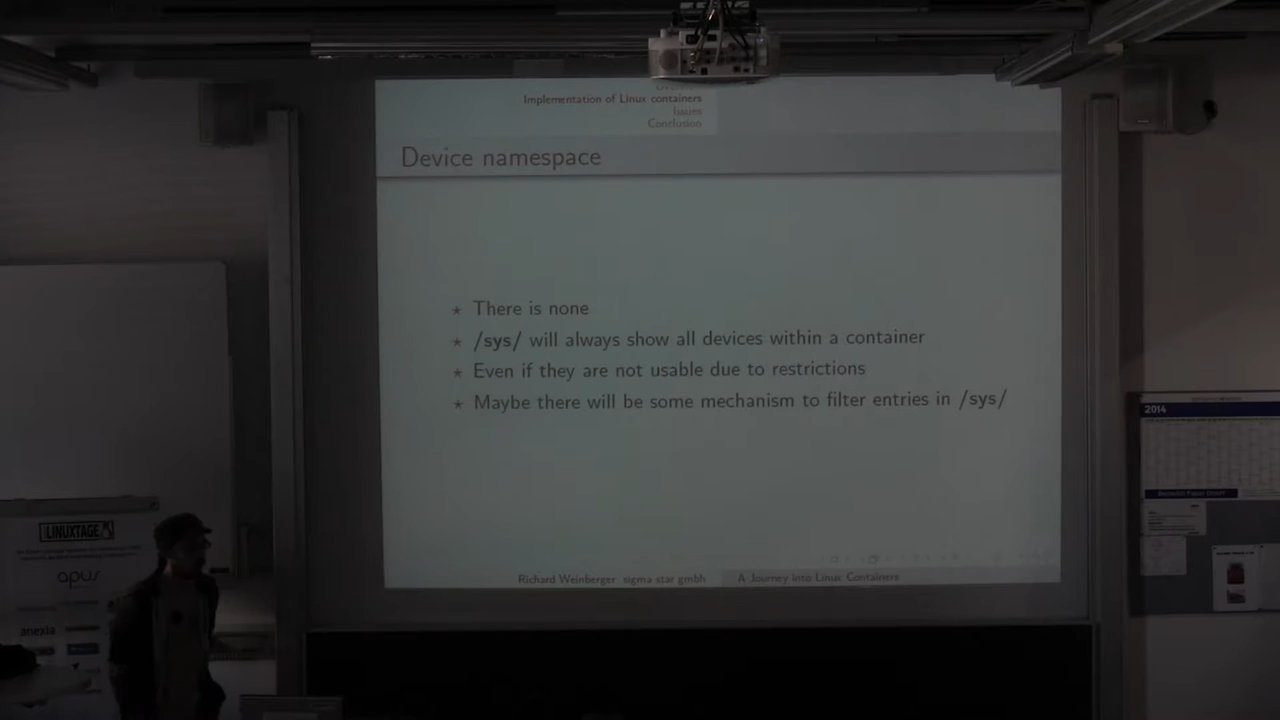 Implementation of Linux containers
Issues
Conclusion
Device namespace
⋆ There is none
⋆ /sys/ will always show all devices within a container
⋆ Even if they are not usable due to restrictions
⋆ Maybe there will be some mechanism to filter entries in /sys/
Richard Weinberger sigma star gmbh
A Journey into Linux Containers
LINUXTAGE
apus
anexia
2014